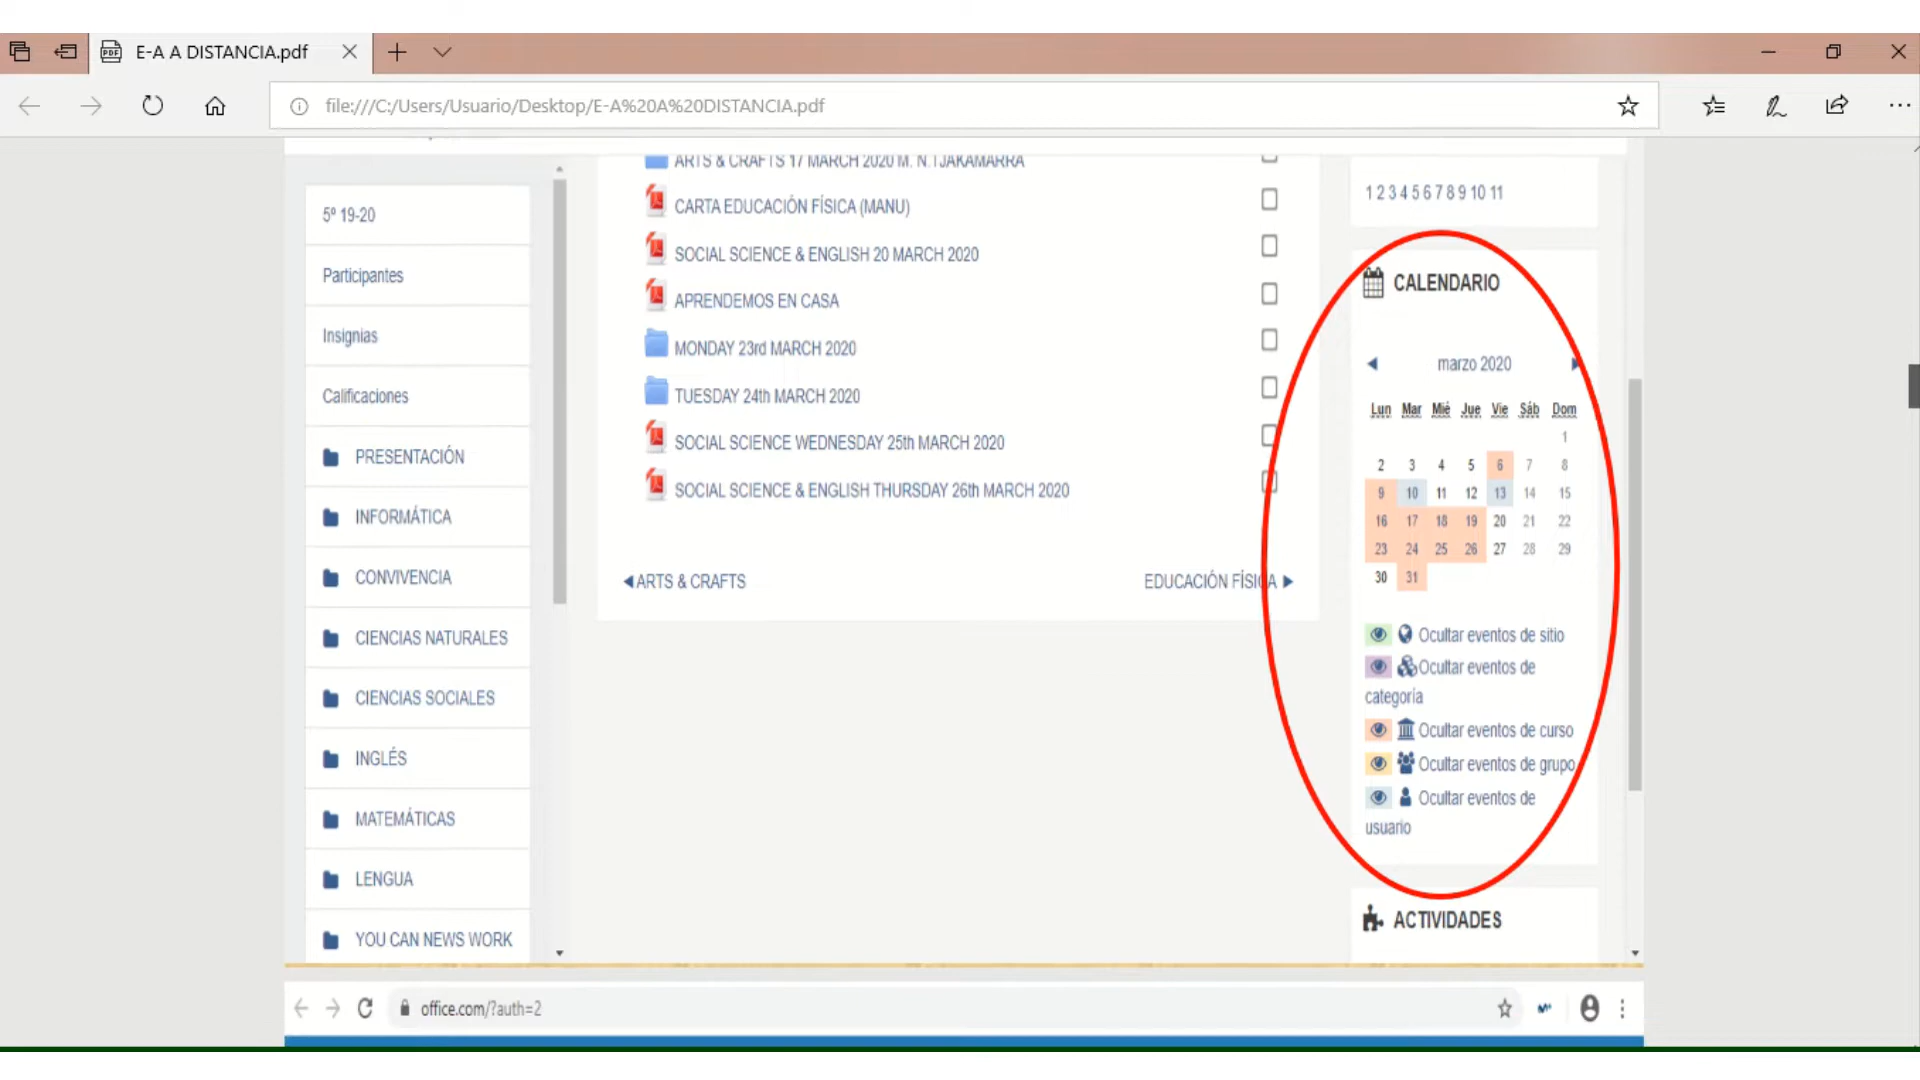 E-A A DISTANCIA.pdf
file:///C:/Users/Usuario/Desktop/E-A%20A%20DISTANCIA.pdf
5º 19-20
Participantes
Insignias
Calificaciones
PRESENTACIÓN
INFORMÁTICA
CONVIVENCIA
CIENCIAS NATURALES
CIENCIAS SOCIALES
INGLÉS
MATEMÁTICAS
LENGUA
YOU CAN NEWS WORK
ARTS & CRAFTS 17 MARCH 2020 M. N.TJAKAMARRA
CARTA EDUCACIÓN FÍSICA (MANU)
SOCIAL SCIENCE & ENGLISH 20 MARCH 2020
APRENDEMOS EN CASA
MONDAY 23rd MARCH 2020
TUESDAY 24th MARCH 2020
SOCIAL SCIENCE WEDNESDAY 25th MARCH 2020
SOCIAL SCIENCE & ENGLISH THURSDAY 26th MARCH 2020
◀ ARTS & CRAFTS
EDUCACIÓN FÍSICA ▶
1 2 3 4 5 6 7 8 9 10 11
CALENDARIO
◀ marzo 2020 ▶
Lun Mar Mié Jue Vie Sáb Dom
1
2 3 4 5 6 7 8
9 10 11 12 13 14 15
16 17 18 19 20 21 22
23 24 25 26 27 28 29
30 31
Ocultar eventos de sitio
Ocultar eventos de
categoría
Ocultar eventos de curso
Ocultar eventos de grupo
Ocultar eventos de
usuario
ACTIVIDADES
office.com/?auth=2